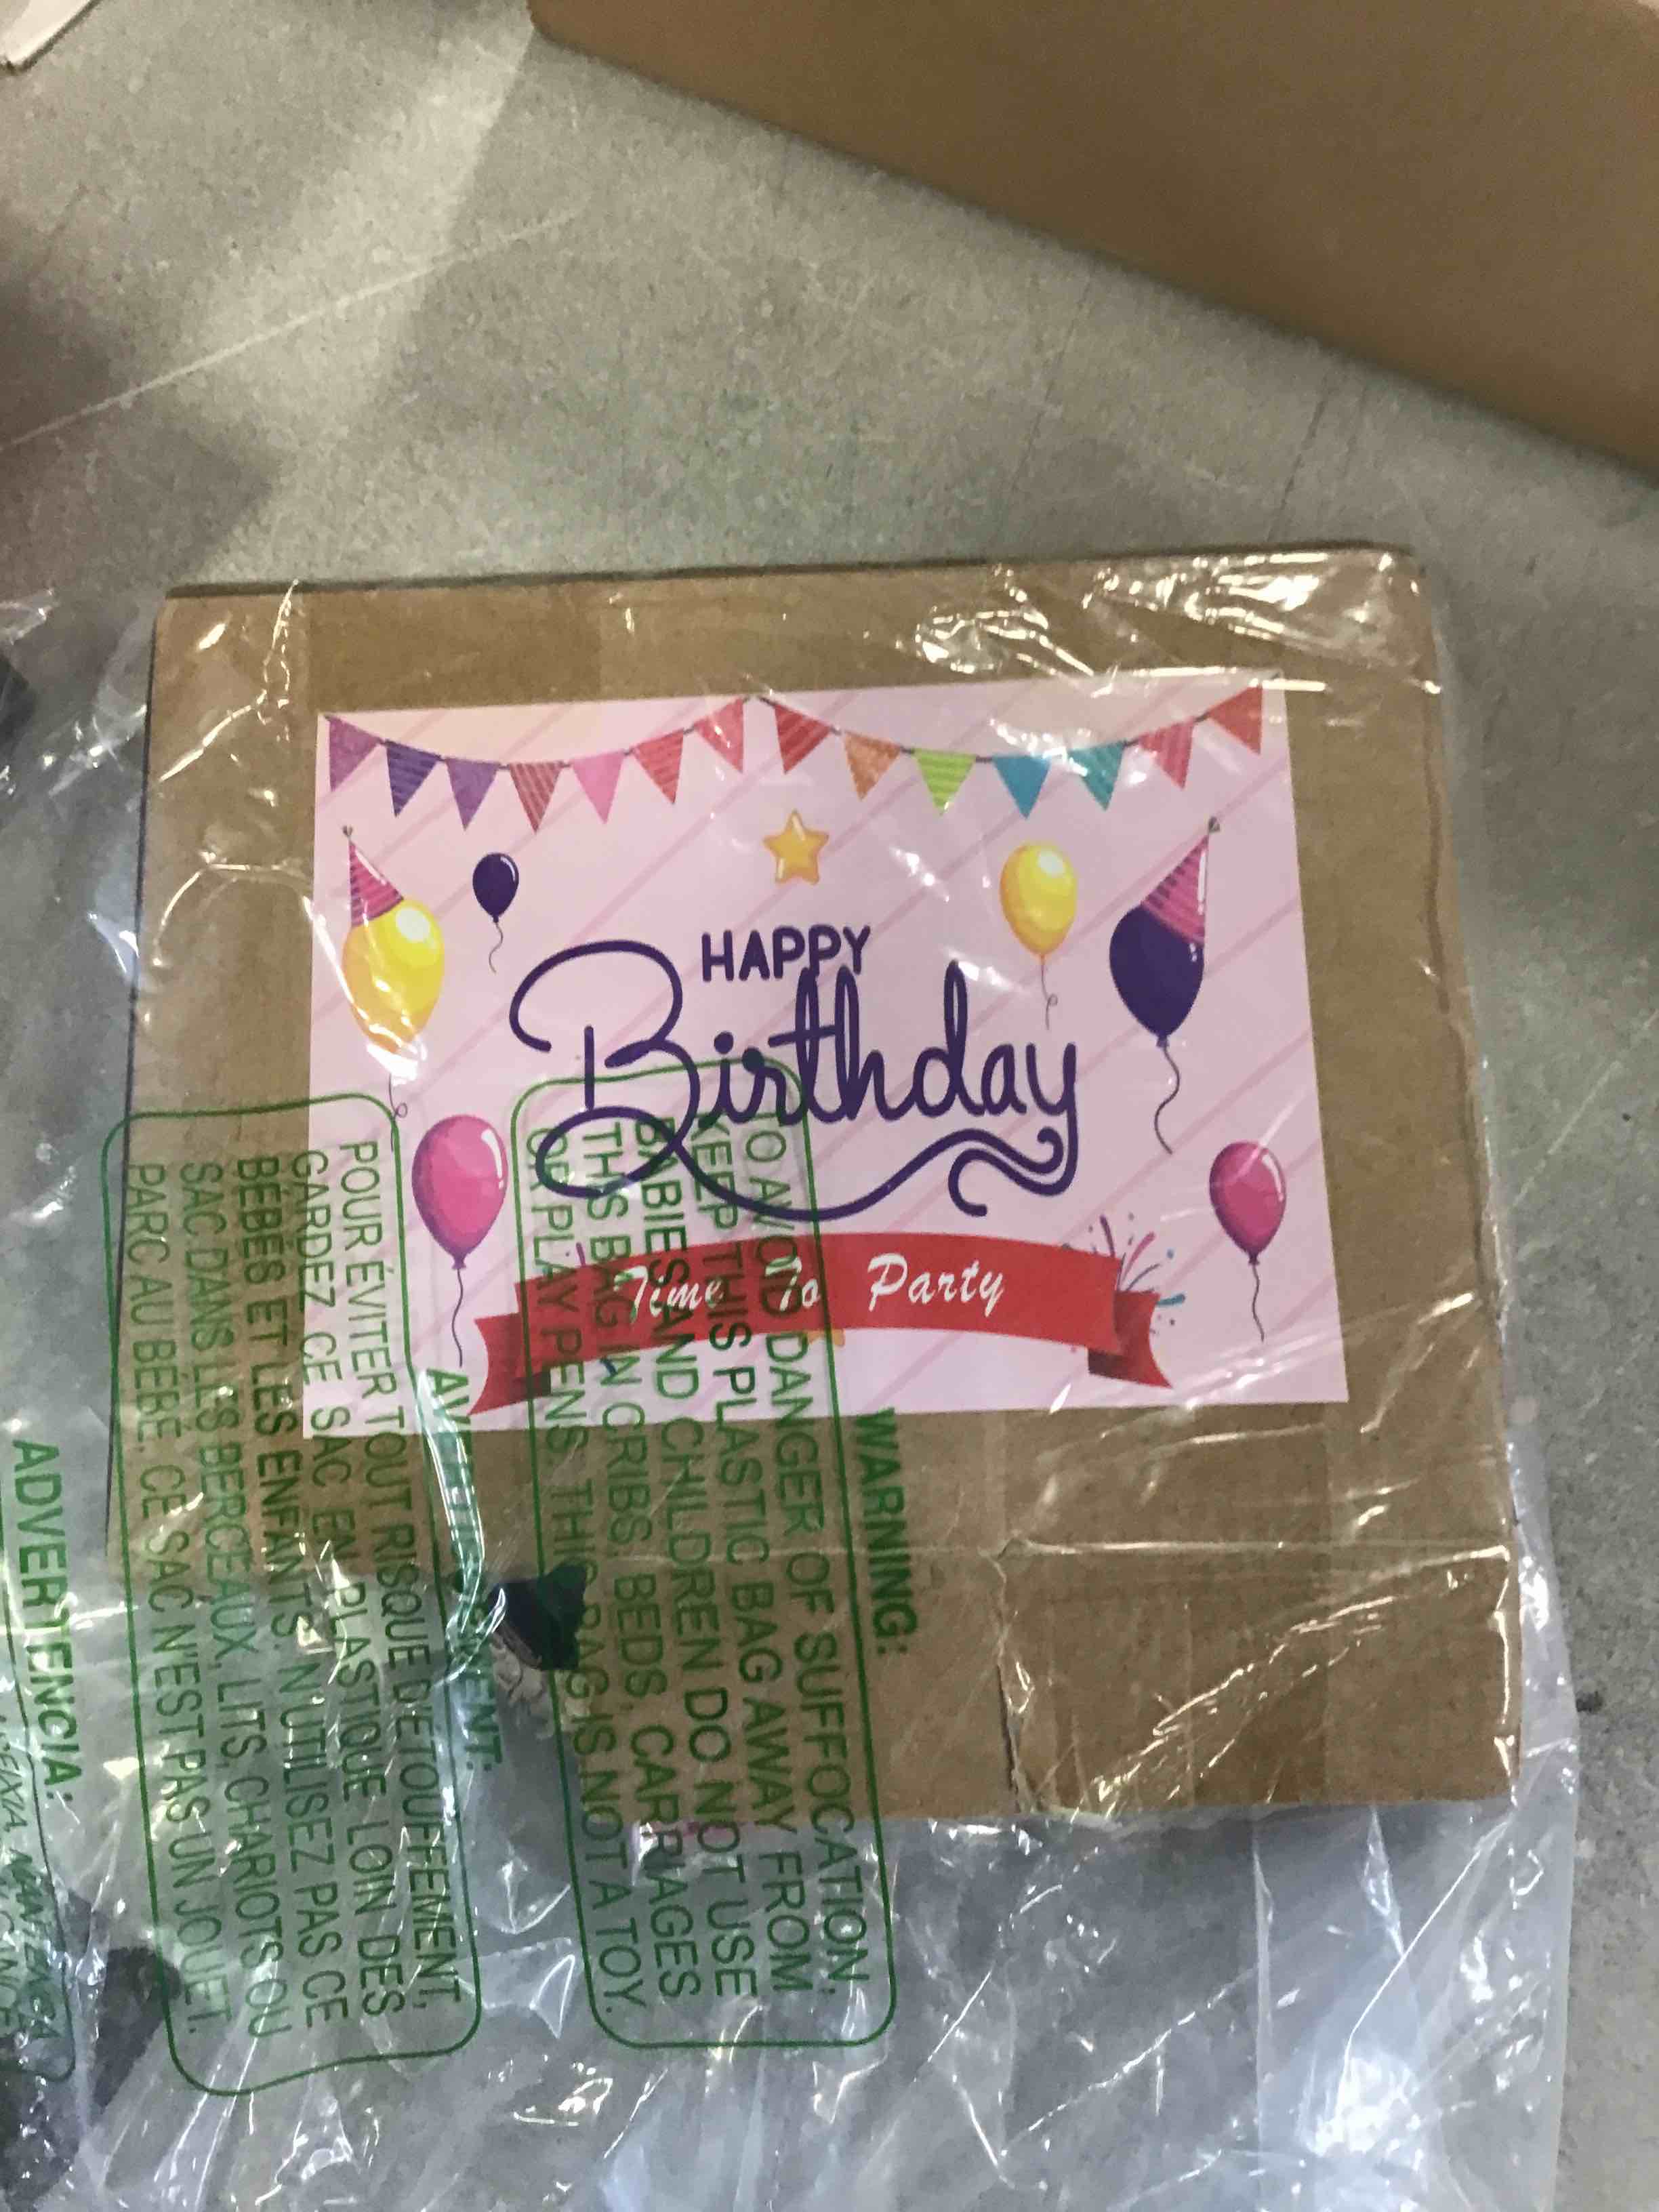 HAPPY
Birthday
Time To Party
WARNING:
TO AVOID DANGER OF SUFFOCATION,
KEEP THIS PLASTIC BAG AWAY FROM
BABIES AND CHILDREN DO NOT USE
THIS BAG IN CRIBS, BEDS, CARRIAGES
OR PLAY PENS. THIS BAG IS NOT A TOY.
AVERTISSEMENT:
POUR ÉVITER TOUT RISQUE D'ÉTOUFFEMENT,
GARDEZ CE SAC EN PLASTIQUE LOIN DES
BÉBÉS ET LES ENFANTS. N'UTILISEZ PAS CE
SAC DANS LES BERCEAUX, LITS, CHARIOTS OU
PARC AU BÉBÉ. CE SAC N'EST PAS UN JOUET.
ADVERTENCIA: